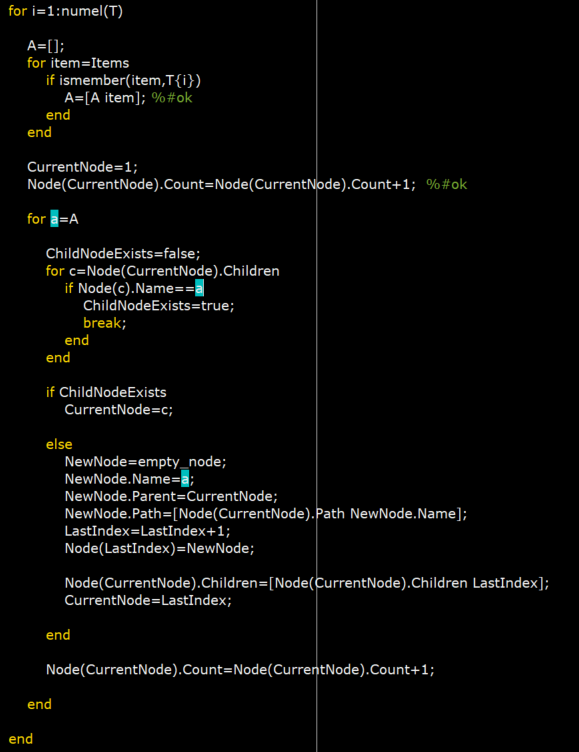 for i=1:numel(T)
A=[];
for item=Items
if ismember(item,T{i})
A=[A item]; %#ok
end
end
CurrentNode=1;
Node(CurrentNode).Count=Node(CurrentNode).Count+1; %#ok
for a=A
ChildNodeExists=false;
for c=Node(CurrentNode).Children
if Node(c).Name==a
ChildNodeExists=true;
break;
end
end
if ChildNodeExists
CurrentNode=c;
else
NewNode=empty_node;
NewNode.Name=a;
NewNode.Parent=CurrentNode;
NewNode.Path=[Node(CurrentNode).Path NewNode.Name];
LastIndex=LastIndex+1;
Node(LastIndex)=NewNode;
Node(CurrentNode).Children=[Node(CurrentNode).Children LastIndex];
CurrentNode=LastIndex;
end
Node(CurrentNode).Count=Node(CurrentNode).Count+1;
end
end